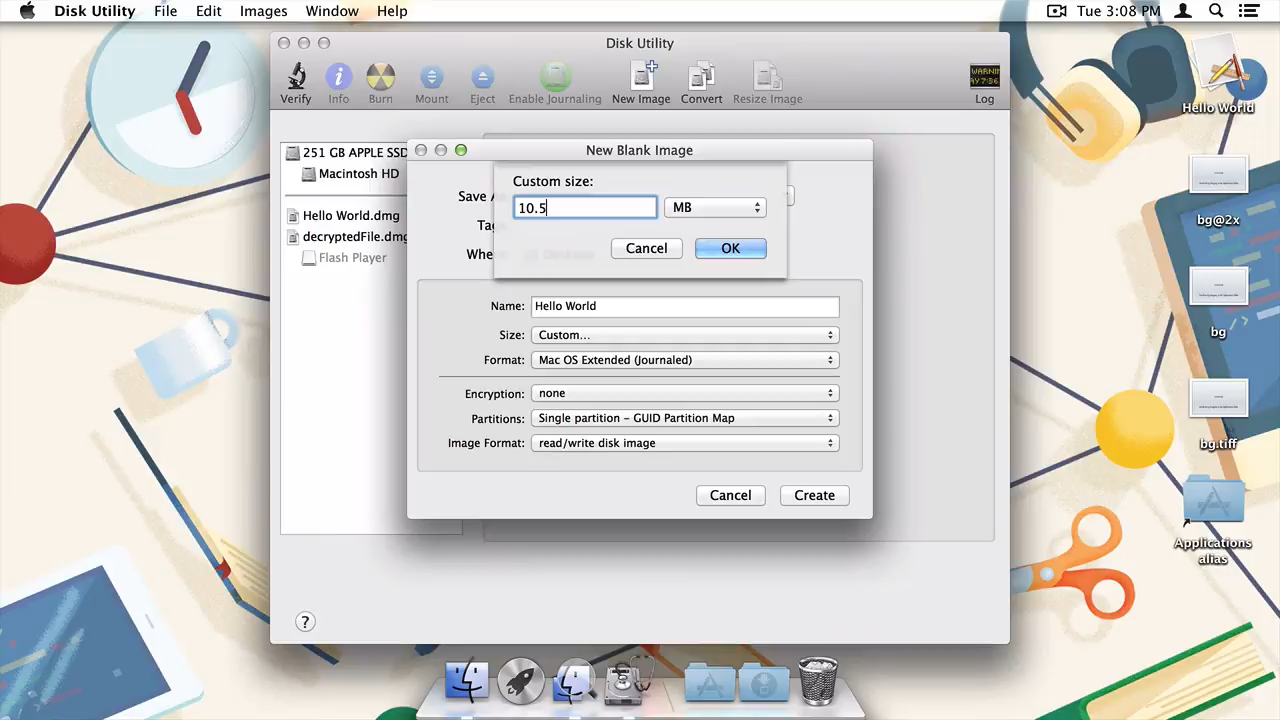 Disk Utility File Edit Images Window Help Tue 3:08 PM
Disk Utility
Verify Info Burn Mount Eject Enable Journaling New Image Convert Resize Image Log
WARNIN
AY 7:36
Hello World
251 GB APPLE SSD
Macintosh HD
Hello World.dmg
decryptedFile.dmg
Flash Player
New Blank Image
Custom size:
Save A
10.5 MB
Tag
Whe
Cancel OK
Name: Hello World
Size: Custom...
Format: Mac OS Extended (Journaled)
Encryption: none
Partitions: Single partition – GUID Partition Map
Image Format: read/write disk image
Cancel Create
?
bg@2x
bg
bg.tiff
Applications
alias